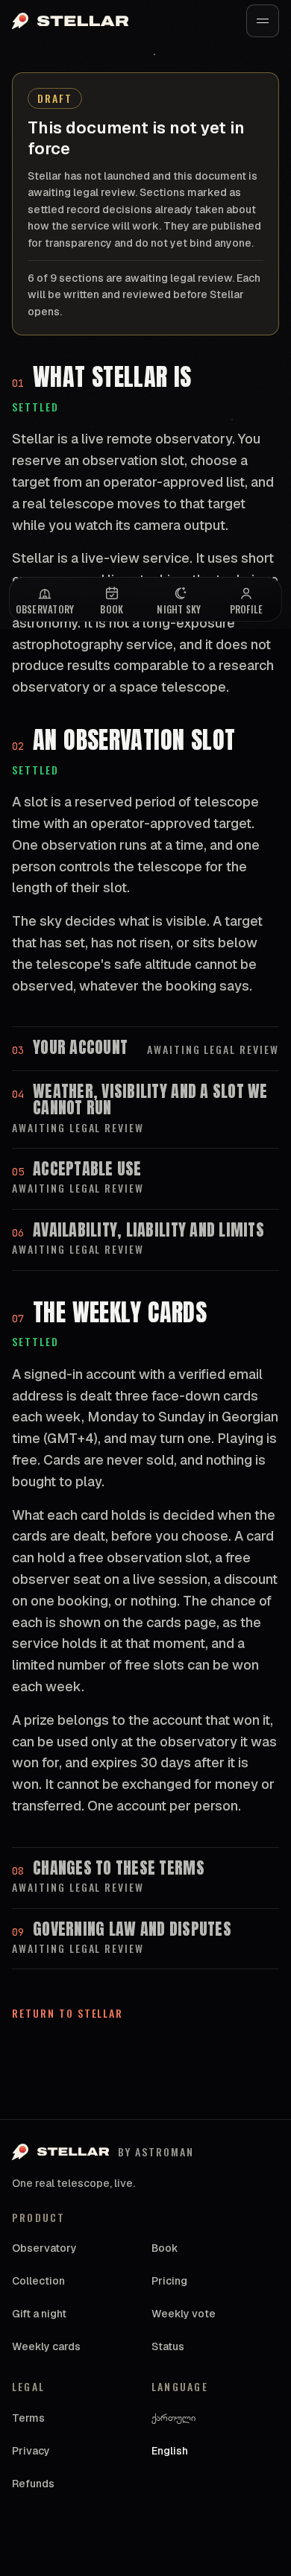 STELLAR
DRAFT
This document is not yet in
force
Stellar has not launched and this document is
awaiting legal review. Sections marked as
settled record decisions already taken about
how the service will work. They are published
for transparency and do not yet bind anyone.
6 of 9 sections are awaiting legal review. Each
will be written and reviewed before Stellar
opens.
01 WHAT STELLAR IS
SETTLED
Stellar is a live remote observatory. You
reserve an observation slot, choose a
target from an operator-approved list, and
a real telescope moves to that target
while you watch its camera output.
Stellar is a live-view service. It uses short
OBSERVATORY BOOK NIGHT SKY PROFILE
astronomy. It is not a long-exposure
astrophotography service, and it does not
produce results comparable to a research
observatory or a space telescope.
02 AN OBSERVATION SLOT
SETTLED
A slot is a reserved period of telescope
time with an operator-approved target.
One observation runs at a time, and one
person controls the telescope for the
length of their slot.
The sky decides what is visible. A target
that has set, has not risen, or sits below
the telescope's safe altitude cannot be
observed, whatever the booking says.
03 YOUR ACCOUNT AWAITING LEGAL REVIEW
04 WEATHER, VISIBILITY AND A SLOT WE
CANNOT RUN
AWAITING LEGAL REVIEW
05 ACCEPTABLE USE
AWAITING LEGAL REVIEW
06 AVAILABILITY, LIABILITY AND LIMITS
AWAITING LEGAL REVIEW
07 THE WEEKLY CARDS
SETTLED
A signed-in account with a verified email
address is dealt three face-down cards
each week, Monday to Sunday in Georgian
time (GMT+4), and may turn one. Playing is
free. Cards are never sold, and nothing is
bought to play.
What each card holds is decided when the
cards are dealt, before you choose. A card
can hold a free observation slot, a free
observer seat on a live session, a discount
on one booking, or nothing. The chance of
each is shown on the cards page, as the
service holds it at that moment, and a
limited number of free slots can be won
each week.
A prize belongs to the account that won it,
can be used only at the observatory it was
won for, and expires 30 days after it is
won. It cannot be exchanged for money or
transferred. One account per person.
08 CHANGES TO THESE TERMS
AWAITING LEGAL REVIEW
09 GOVERNING LAW AND DISPUTES
AWAITING LEGAL REVIEW
RETURN TO STELLAR
STELLAR BY ASTROMAN
One real telescope, live.
PRODUCT
Observatory Book
Collection Pricing
Gift a night Weekly vote
Weekly cards Status
LEGAL LANGUAGE
Terms ქართული
Privacy English
Refunds